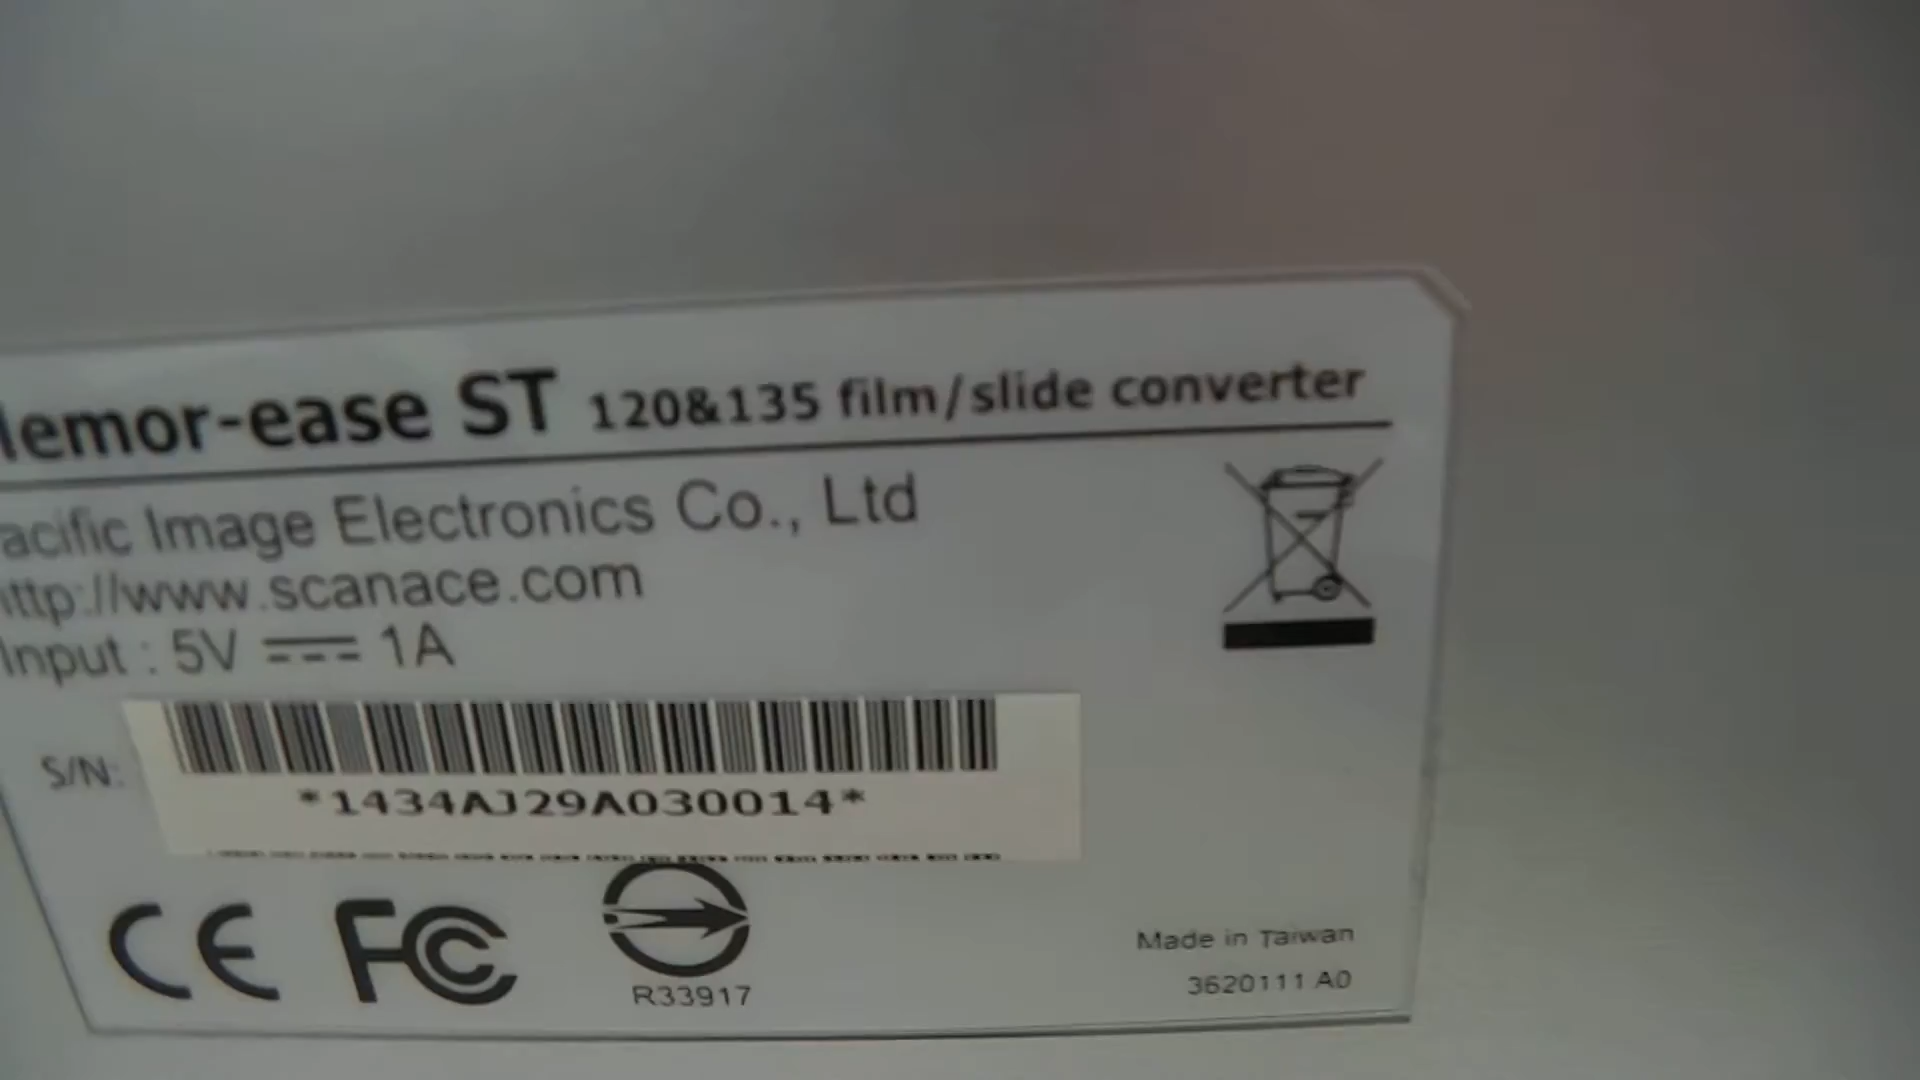 lemor-ease ST 120&135 film/slide converter
acific Image Electronics Co., Ltd
ttp://www.scanace.com
Input : 5V 1A
S/N:
*1434AJ29A030014*
CE FC
R33917
Made in Taiwan
3620111 A0